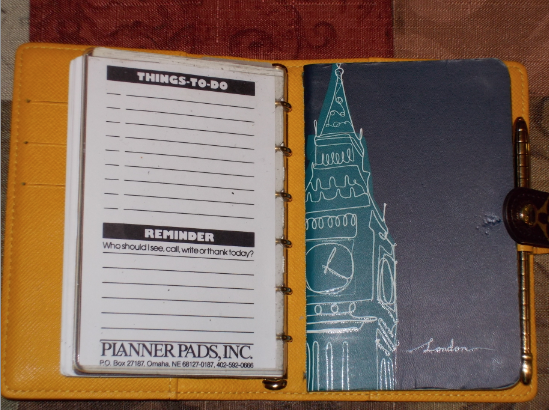 THINGS-TO-DO
REMINDER
Who should i see, call, write or thank today?
PLANNER PADS, INC.
P.O. Box 27187, Omaha, NE 68127-0187, 402-592-0666
London